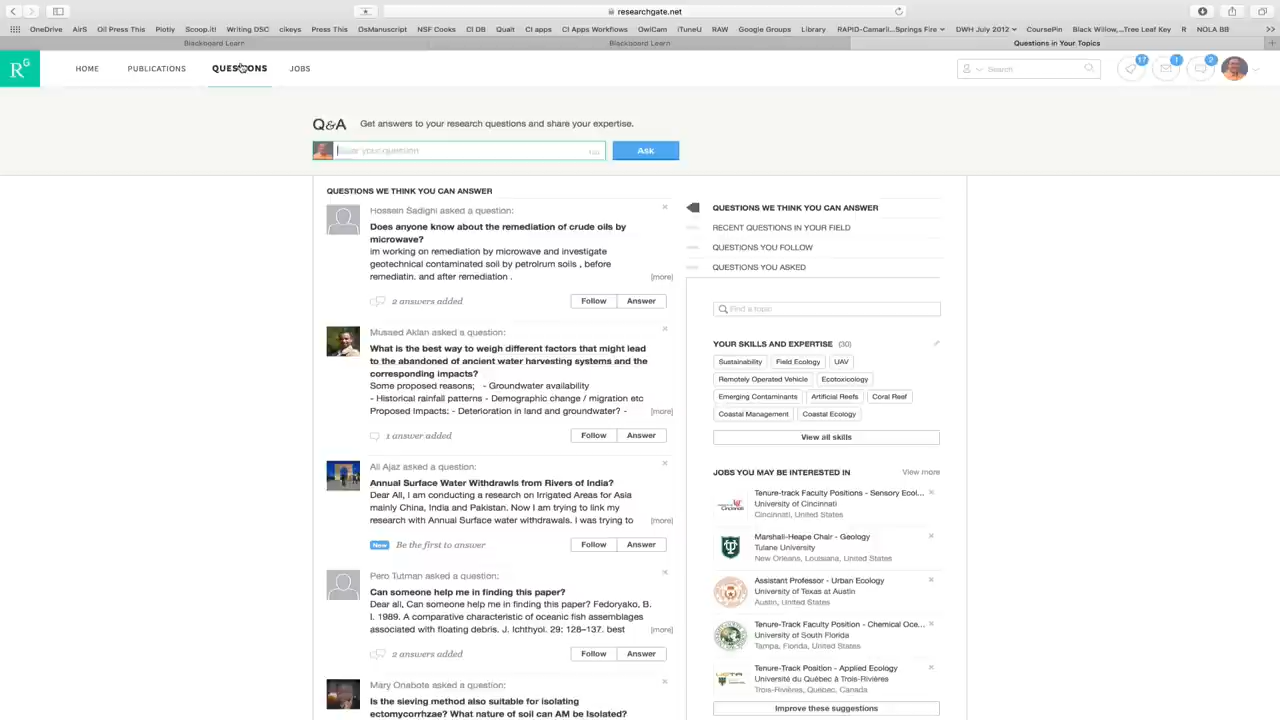 researchgate.net
OneDrive AirS Oil Press This Plotly Scoop.it! Writing DSC cikeys Press This DsManuscript NSF Cooks CI DB Qualt CI apps CI Apps Workflows OwlCam iTuneU RAW Google Groups Library RAPID-Camaril...Springs Fire DWH July 2012 CoursePin Black Willow,...Tree Leaf Key R NOLA BB >>
Blackboard Learn Blackboard Learn Questions in Your Topics
RG HOME PUBLICATIONS QUESTIONS JOBS Search 17 1 2
Q&A Get answers to your research questions and share your expertise.
your question Ask
QUESTIONS WE THINK YOU CAN ANSWER
Hossein Sadighi asked a question:
Does anyone know about the remediation of crude oils by
microwave?
im working on remediation by microwave and investigate
geotechnical contaminated soil by petrolrum soils , before
remediatin. and after remediation .
[more]
2 answers added Follow Answer
Mussed Aklan asked a question:
What is the best way to weigh different factors that might lead
to the abandoned of ancient water harvesting systems and the
corresponding impacts?
Some proposed reasons; - Groundwater availability
- Historical rainfall patterns - Demographic change / migration etc
Proposed Impacts: - Deterioration in land and groundwater? -
[more]
1 answer added Follow Answer
Ali Ajaz asked a question:
Annual Surface Water Withdrawls from Rivers of India?
Dear All, I am conducting a research on Irrigated Areas for Asia
mainly China, India and Pakistan. Now I am trying to link my
research with Annual Surface water withdrawals. I was trying to
[more]
New Be the first to answer Follow Answer
Pero Tutman asked a question:
Can someone help me in finding this paper?
Dear all, Can someone help me in finding this paper? Fedoryako, B.
I. 1989. A comparative characteristic of oceanic fish assemblages
associated with floating debris. J. Ichthyol. 29: 128–137. best
[more]
2 answers added Follow Answer
Mary Onabote asked a question:
Is the sieving method also suitable for isolating
ectomycorrhzae? What nature of soil can AM be Isolated?
QUESTIONS WE THINK YOU CAN ANSWER
RECENT QUESTIONS IN YOUR FIELD
QUESTIONS YOU FOLLOW
QUESTIONS YOU ASKED
Find a topic
YOUR SKILLS AND EXPERTISE (30)
Sustainability Field Ecology UAV
Remotely Operated Vehicle Ecotoxicology
Emerging Contaminants Artificial Reefs Coral Reef
Coastal Management Coastal Ecology
View all skills
JOBS YOU MAY BE INTERESTED IN View more
Tenure-track Faculty Positions - Sensory Ecol...
University of Cincinnati
Cincinnati, United States
Marshall-Heape Chair - Geology
Tulane University
New Orleans, Louisiana, United States
Assistant Professor - Urban Ecology
University of Texas at Austin
Austin, United States
Tenure-Track Faculty Position - Chemical Oce...
University of South Florida
Tampa, Florida, United States
Tenure-Track Position - Applied Ecology
Université du Québec à Trois-Rivières
Trois-Rivières, Quebec, Canada
Improve these suggestions